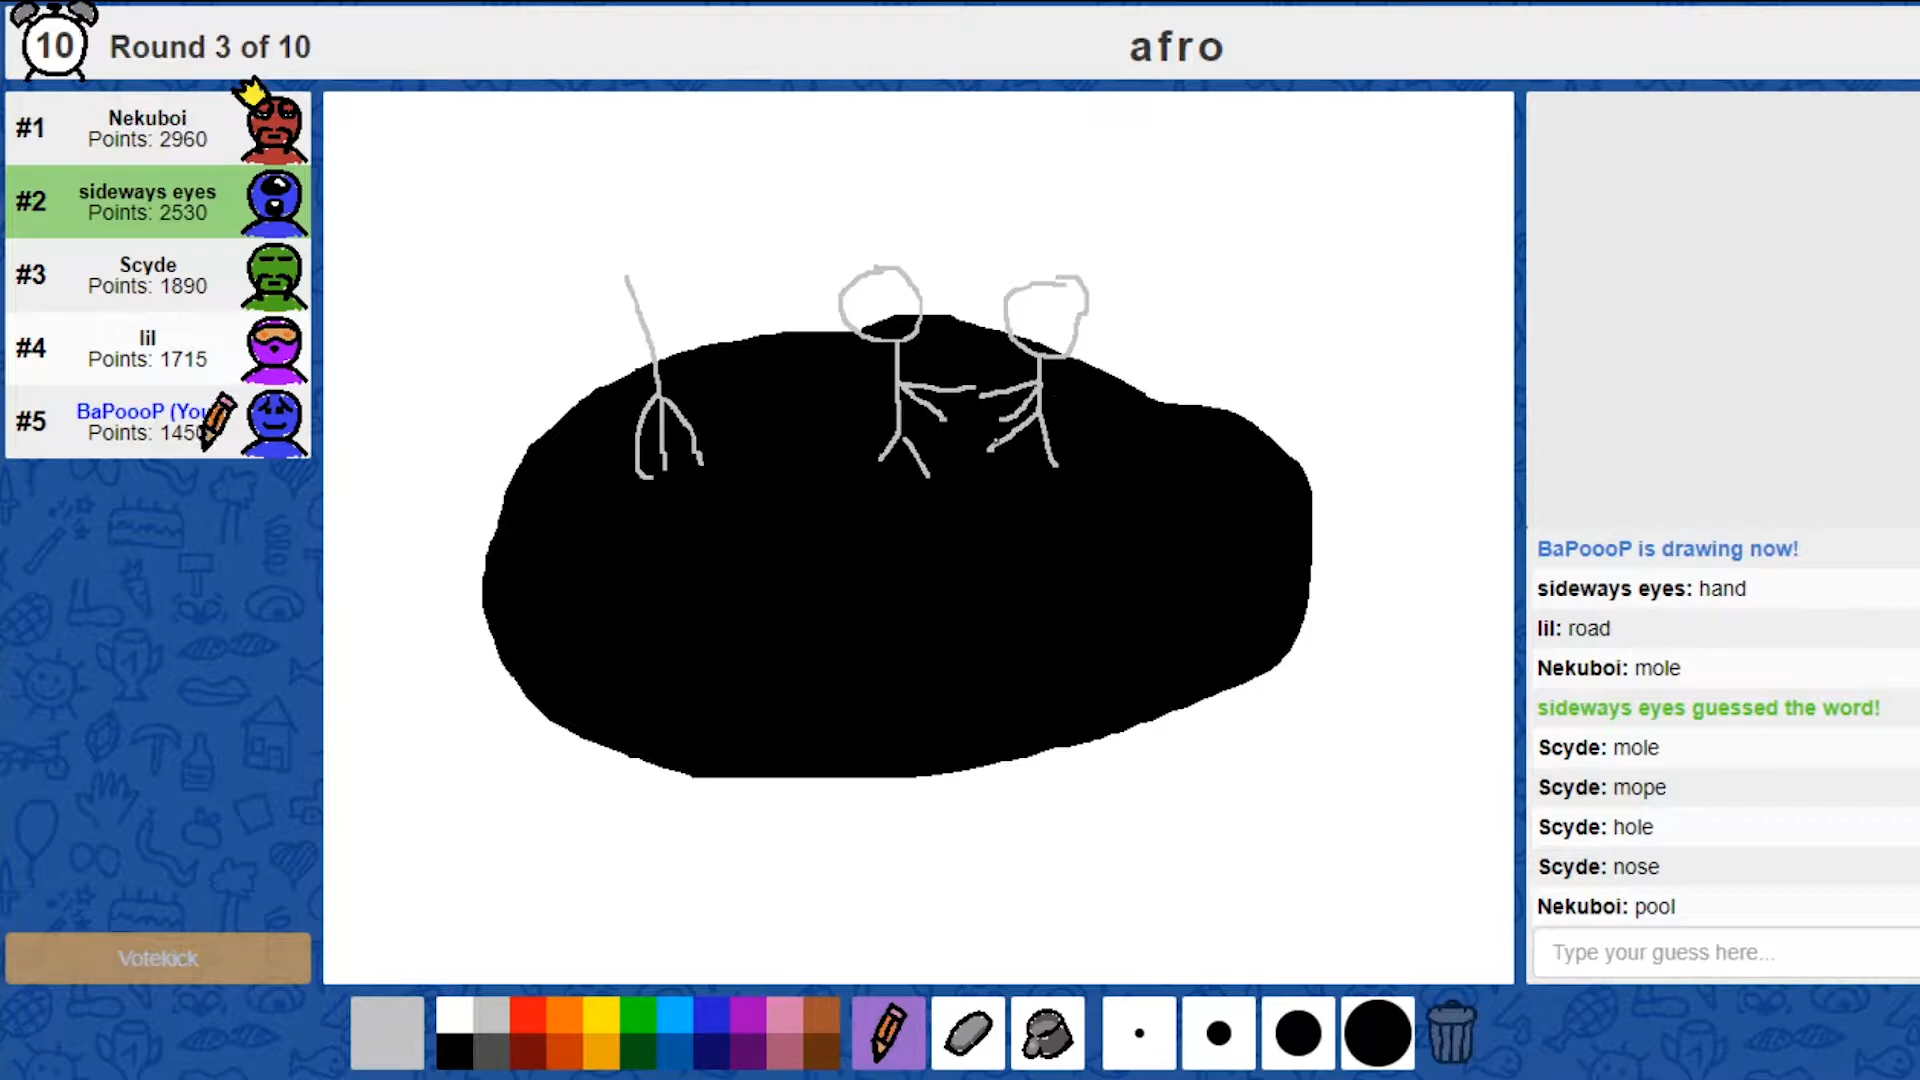 10
Round 3 of 10
afro
#1
Nekuboi
Points: 2960
#2
sideways eyes
Points: 2530
#3
Scyde
Points: 1890
#4
lil
Points: 1715
#5
BaPoooP (You
Points: 1450
Votekick
BaPoooP is drawing now!
sideways eyes: hand
lil: road
Nekuboi: mole
sideways eyes guessed the word!
Scyde: mole
Scyde: mope
Scyde: hole
Scyde: nose
Nekuboi: pool
Type your guess here...